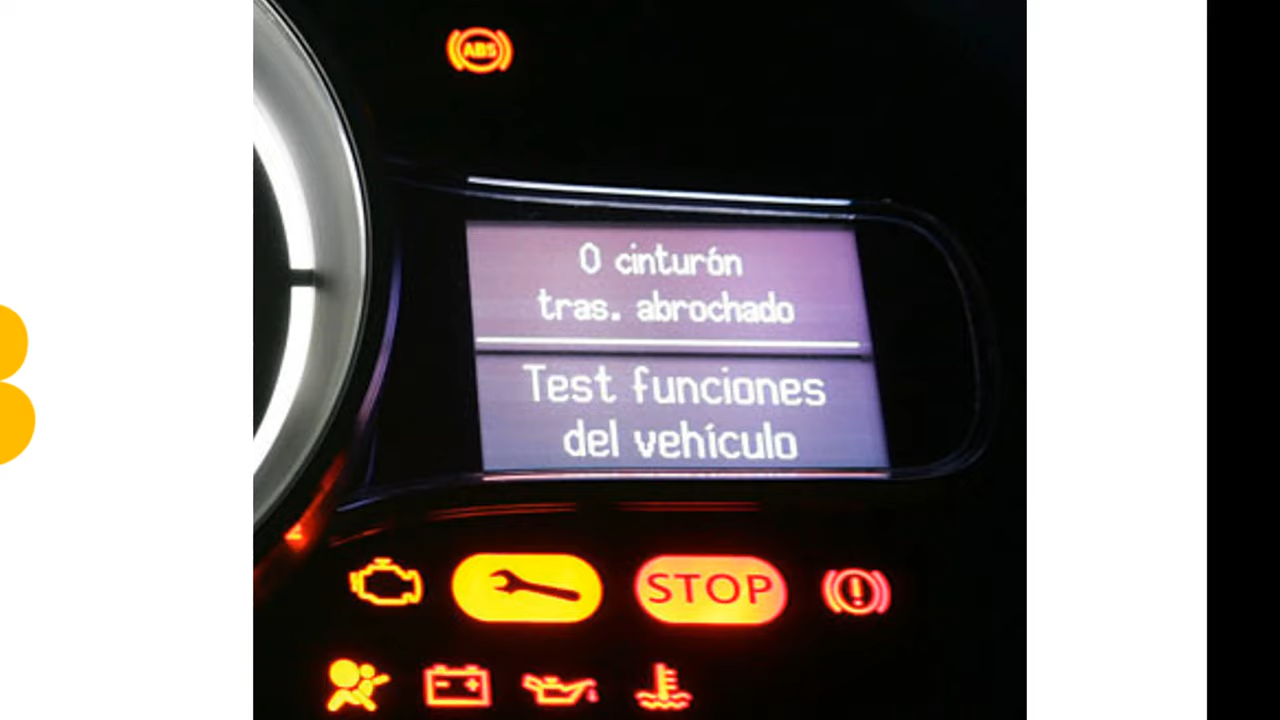 ABS
0 cinturón
tras. abrochado
Test funciones
del vehículo
STOP